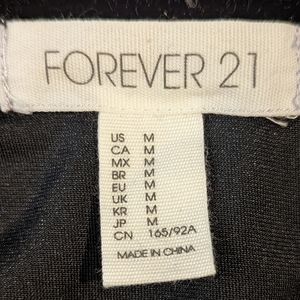 FOREVER 21
US M
CA M
MX M
BR M
EU M
UK M
KR M
JP M
CN 165/92A
MADE IN CHINA